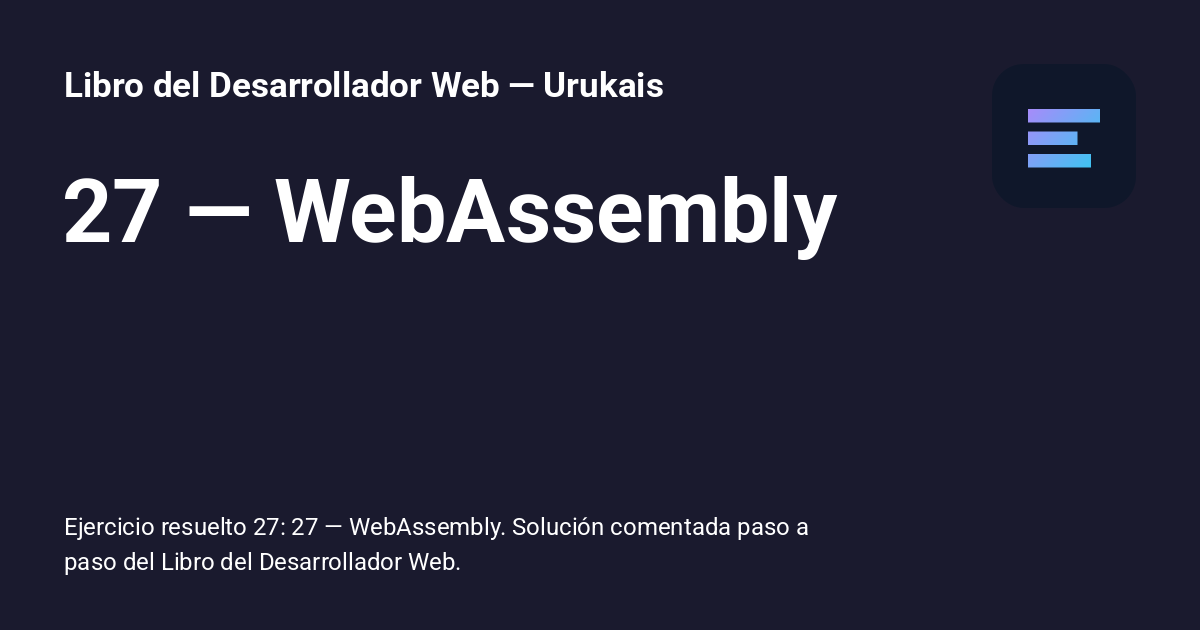 Libro del Desarrollador Web — Urukais
27 — WebAssembly
Ejercicio resuelto 27: 27 — WebAssembly. Solución comentada paso a
paso del Libro del Desarrollador Web.